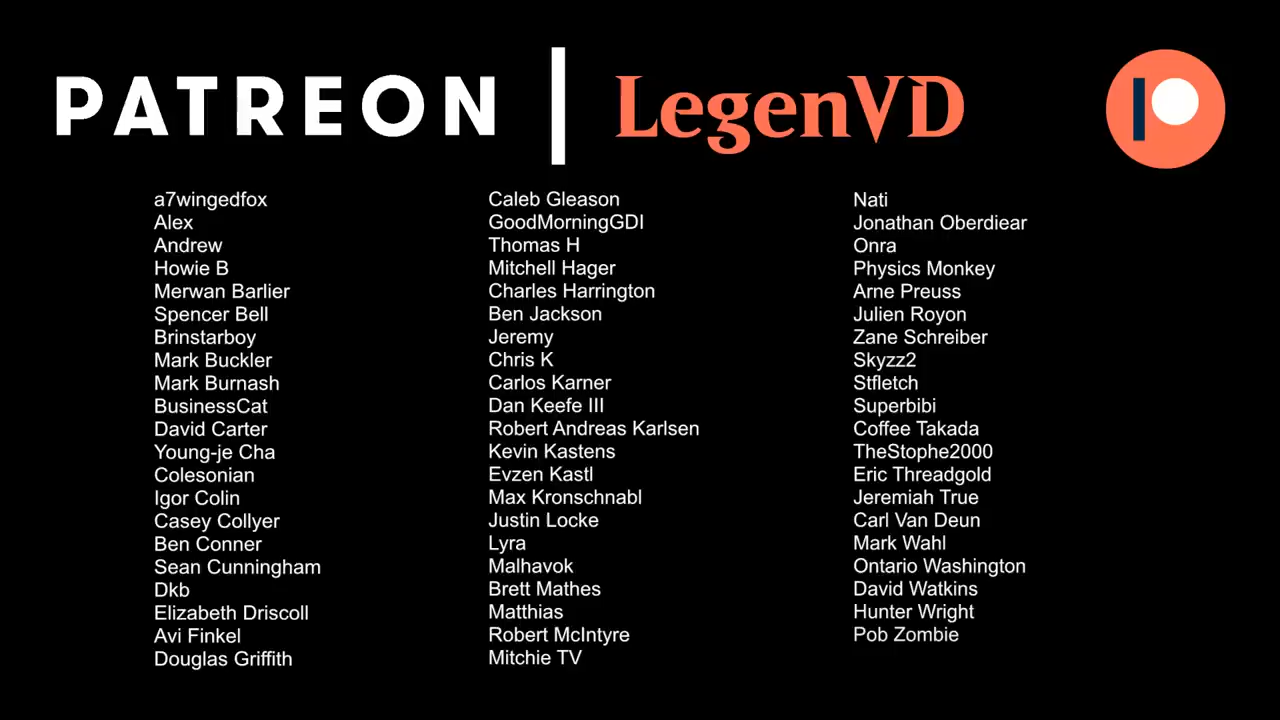 PATREON | LegenVD
a7wingedfox
Alex
Andrew
Howie B
Merwan Barlier
Spencer Bell
Brinstarboy
Mark Buckler
Mark Burnash
BusinessCat
David Carter
Young-je Cha
Colesonian
Igor Colin
Casey Collyer
Ben Conner
Sean Cunningham
Dkb
Elizabeth Driscoll
Avi Finkel
Douglas Griffith
Caleb Gleason
GoodMorningGDI
Thomas H
Mitchell Hager
Charles Harrington
Ben Jackson
Jeremy
Chris K
Carlos Karner
Dan Keefe III
Robert Andreas Karlsen
Kevin Kastens
Evzen Kastl
Max Kronschnabl
Justin Locke
Lyra
Malhavok
Brett Mathes
Matthias
Robert McIntyre
Mitchie TV
Nati
Jonathan Oberdiear
Onra
Physics Monkey
Arne Preuss
Julien Royon
Zane Schreiber
Skyzz2
Stfletch
Superbibi
Coffee Takada
TheStophe2000
Eric Threadgold
Jeremiah True
Carl Van Deun
Mark Wahl
Ontario Washington
David Watkins
Hunter Wright
Pob Zombie